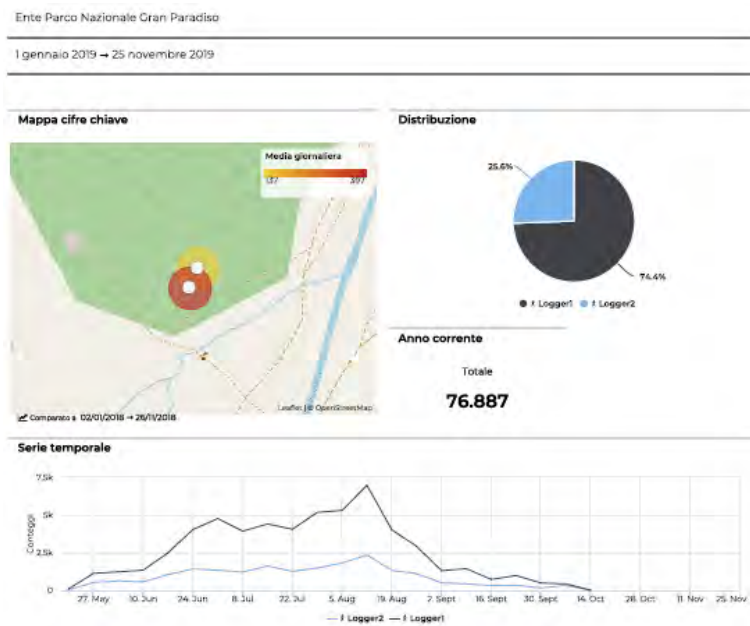 Ente Parco Nazionale Gran Paradiso
1 gennaio 2019 → 25 novembre 2019
Mappa cifre chiave
Distribuzione
Media giornaliera
137 397
25.6%
74.4%
Logger1 Logger2
Anno corrente
Totale
76.887
Leaflet | © OpenStreetMap
Comparato a 02/01/2018 → 26/11/2018
Serie temporale
7.5k
5k
2.5k
0
Conteggi
27. May 10. Jun 24. Jun 8. Jul 22. Jul 5. Aug 19. Aug 2. Sept 16. Sept 30. Sept 14. Oct 28. Oct 11. Nov 25. Nov
Logger2 Logger1